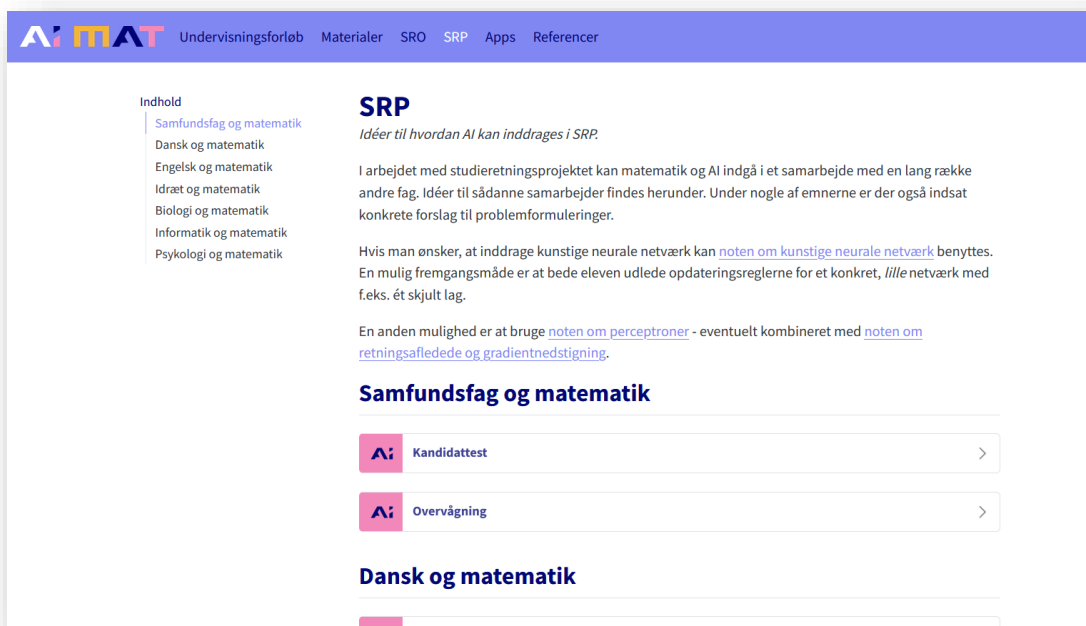 Ai MAT Undervisningsforløb Materialer SRO SRP Apps Referencer
Indhold
Samfundsfag og matematik
Dansk og matematik
Engelsk og matematik
Idræt og matematik
Biologi og matematik
Informatik og matematik
Psykologi og matematik
SRP
Idéer til hvordan AI kan inddrages i SRP.
I arbejdet med studieretningsprojektet kan matematik og AI indgå i et samarbejde med en lang række
andre fag. Idéer til sådanne samarbejder findes herunder. Under nogle af emnerne er der også indsat
konkrete forslag til problemformuleringer.
Hvis man ønsker, at inddrage kunstige neurale netværk kan noten om kunstige neurale netværk benyttes.
En mulig fremgangsmåde er at bede eleven udlede opdateringsreglerne for et konkret, lille netværk med
f.eks. ét skjult lag.
En anden mulighed er at bruge noten om perceptroner - eventuelt kombineret med noten om
retningsafledede og gradientnedstigning.
Samfundsfag og matematik
Ai Kandidattest
Ai Overvågning
Dansk og matematik